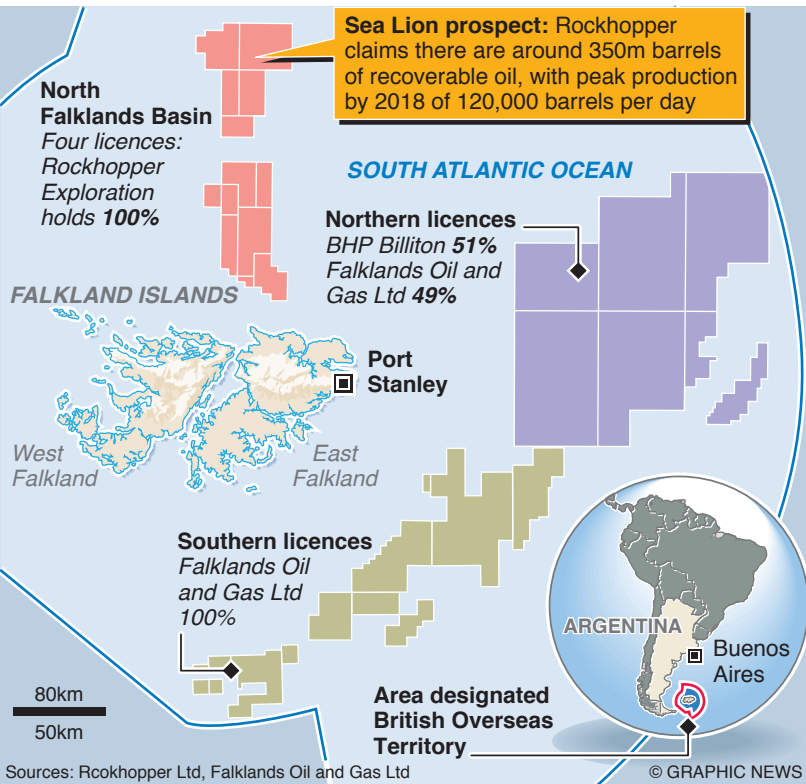 Sea Lion prospect: Rockhopper
claims there are around 350m barrels
of recoverable oil, with peak production
by 2018 of 120,000 barrels per day
North
Falklands Basin
Four licences:
Rockhopper
Exploration
holds 100%
SOUTH ATLANTIC OCEAN
Northern licences
BHP Billiton 51%
Falklands Oil and
Gas Ltd 49%
FALKLAND ISLANDS
Port
Stanley
West
Falkland
East
Falkland
Southern licences
Falklands Oil
and Gas Ltd
100%
ARGENTINA
Buenos
Aires
Area designated
British Overseas
Territory
80km
50km
Sources: Rcokhopper Ltd, Falklands Oil and Gas Ltd
© GRAPHIC NEWS